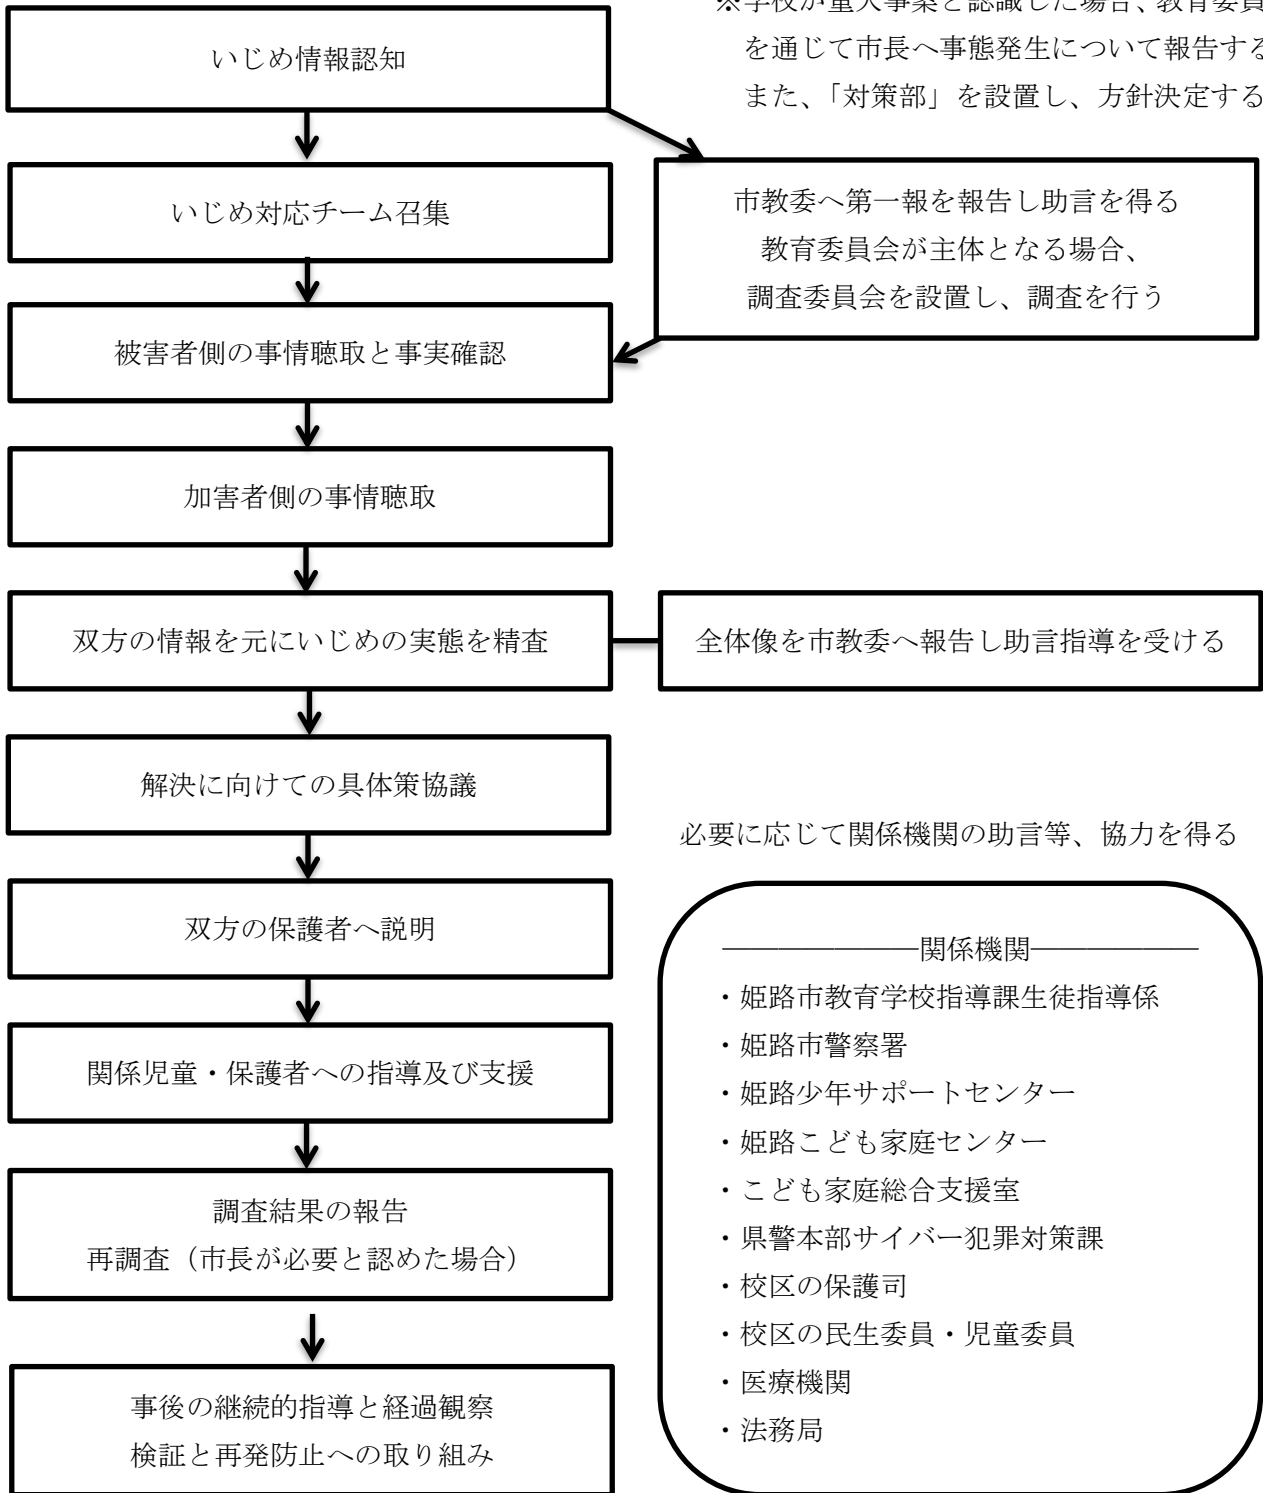 ※学校が重大事案と認識した場合、教育委員
を通じて市長へ事態発生について報告する
また、「対策部」を設置し、方針決定する
いじめ情報認知
いじめ対応チーム召集
市教委へ第一報を報告し助言を得る
教育委員会が主体となる場合、
調査委員会を設置し、調査を行う
被害者側の事情聴取と事実確認
加害者側の事情聴取
双方の情報を元にいじめの実態を精査
全体像を市教委へ報告し助言指導を受ける
解決に向けての具体策協議
双方の保護者へ説明
関係児童・保護者への指導及び支援
調査結果の報告
再調査（市長が必要と認めた場合）
事後の継続的指導と経過観察
検証と再発防止への取り組み
必要に応じて関係機関の助言等、協力を得る
―――――――関係機関――――――
・姫路市教育学校指導課生徒指導係
・姫路市警察署
・姫路少年サポートセンター
・姫路こども家庭センター
・こども家庭総合支援室
・県警本部サイバー犯罪対策課
・校区の保護司
・校区の民生委員・児童委員
・医療機関
・法務局